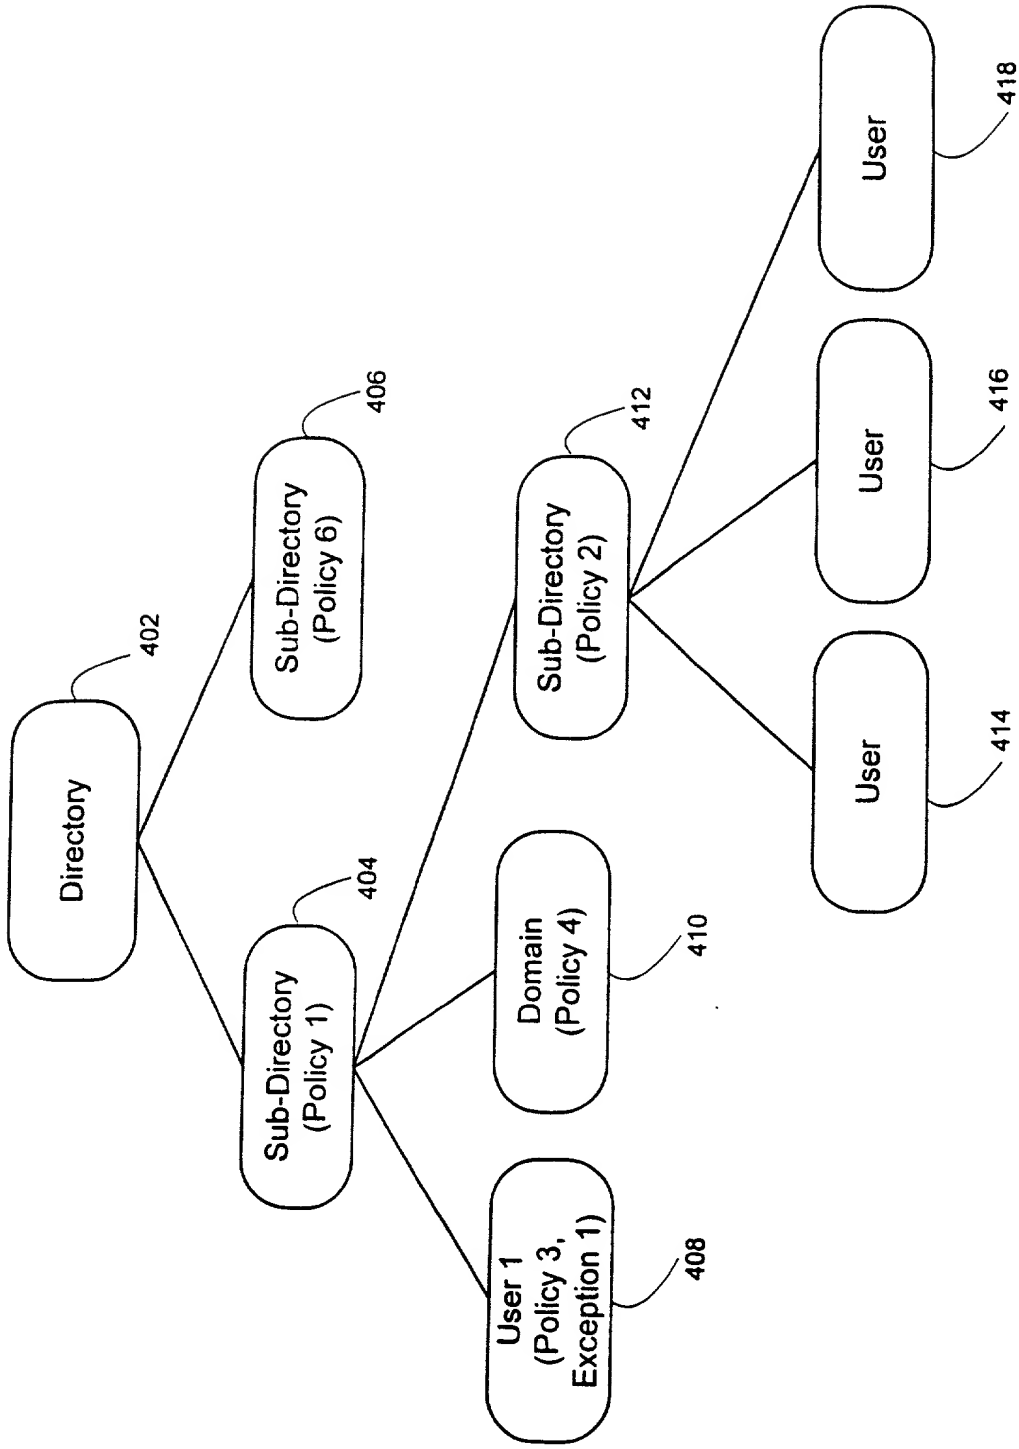 Directory
402
Sub-Directory
(Policy 1)
404
Sub-Directory
(Policy 6)
406
User 1
(Policy 3,
Exception 1)
408
Domain
(Policy 4)
410
Sub-Directory
(Policy 2)
412
User
414
User
416
User
418